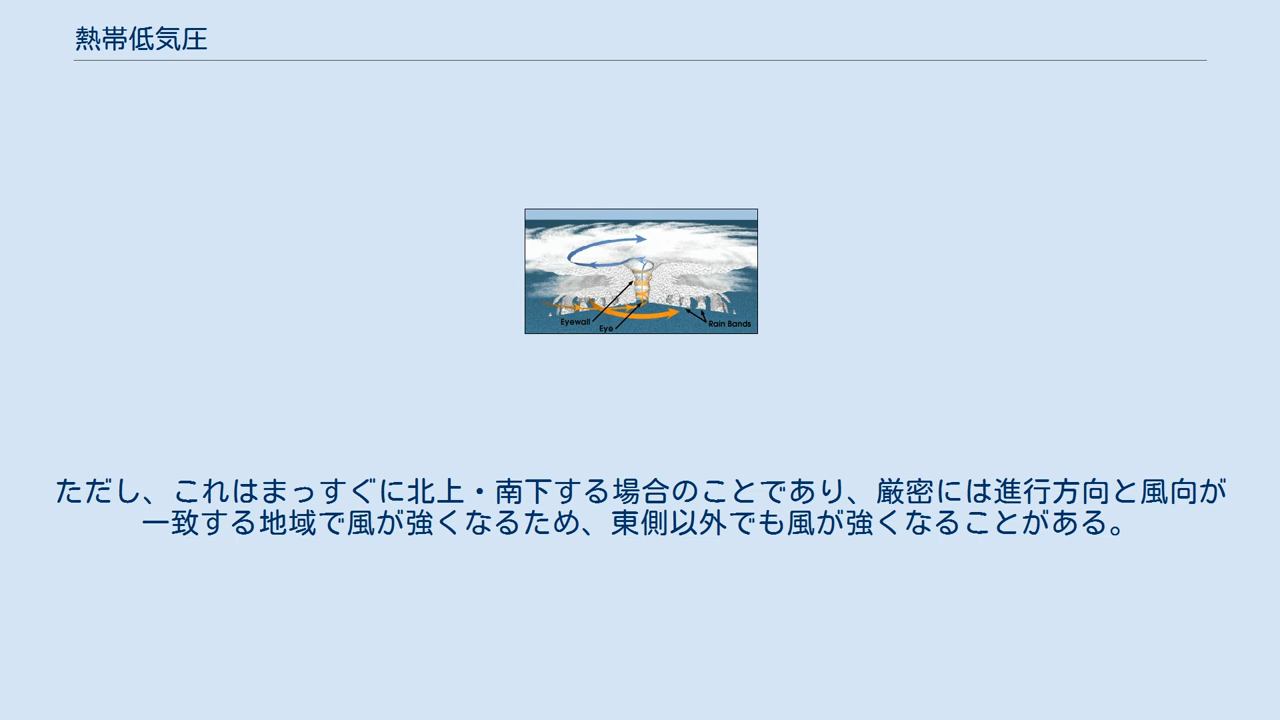 熱帯低気圧
Eyewall
Eye
Rain Bands
ただし、これはまっすぐに北上・南下する場合のことであり、厳密には進行方向と風向が
一致する地域で風が強くなるため、東側以外でも風が強くなることがある。